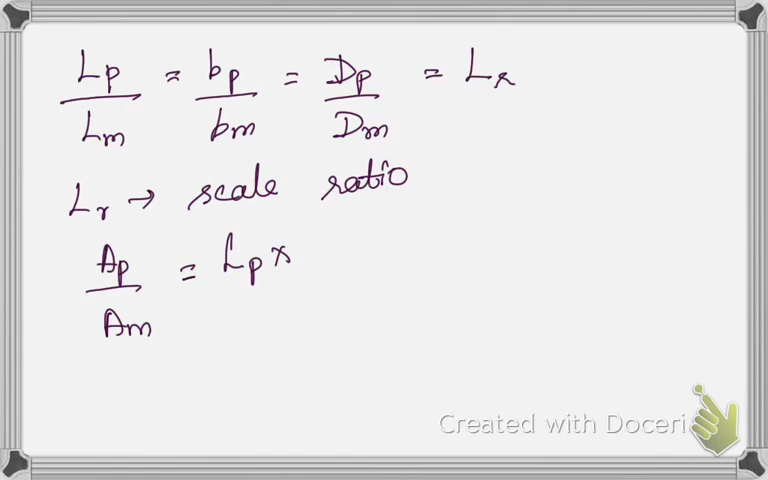 Lp/Lm = bp/bm = Dp/Dm = Lr
Lr → scale ratio
Ap/Am = Lp x
Created with Doceri